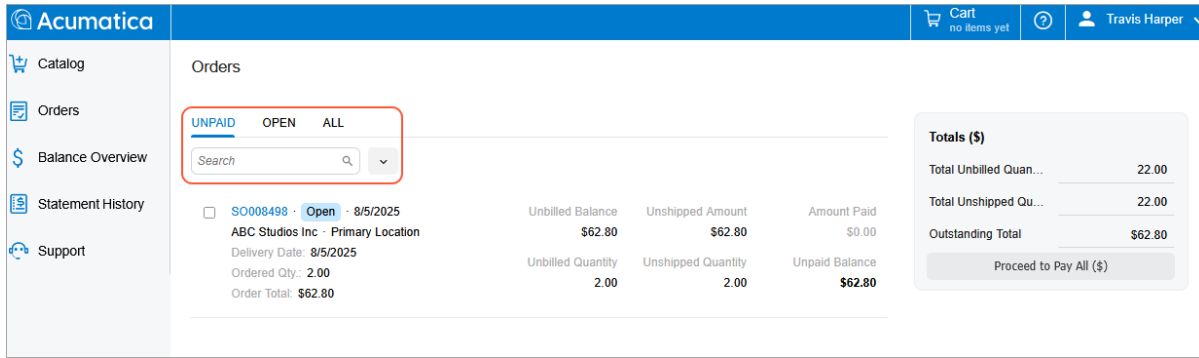 Acumatica
Cart
no items yet
Travis Harper
Catalog
Orders
Balance Overview
Statement History
Support
Orders
UNPAID OPEN ALL
Search
SO008498 · Open · 8/5/2025
ABC Studios Inc · Primary Location
Delivery Date: 8/5/2025
Ordered Qty.: 2.00
Order Total: $62.80
Unbilled Balance Unshipped Amount Amount Paid
$62.80 $62.80 $0.00
Unbilled Quantity Unshipped Quantity Unpaid Balance
2.00 2.00 $62.80
Totals ($)
Total Unbilled Quan... 22.00
Total Unshipped Qu... 22.00
Outstanding Total $62.80
Proceed to Pay All ($)